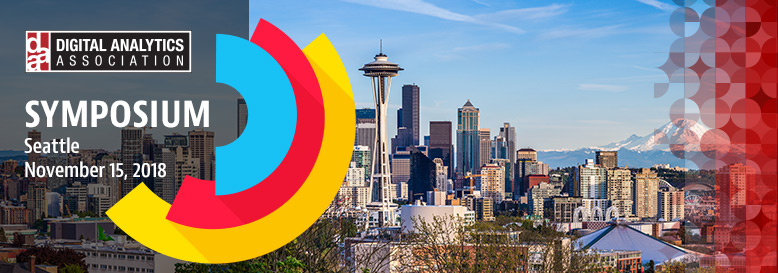 daa DIGITAL ANALYTICS
ASSOCIATION
SYMPOSIUM
Seattle
November 15, 2018